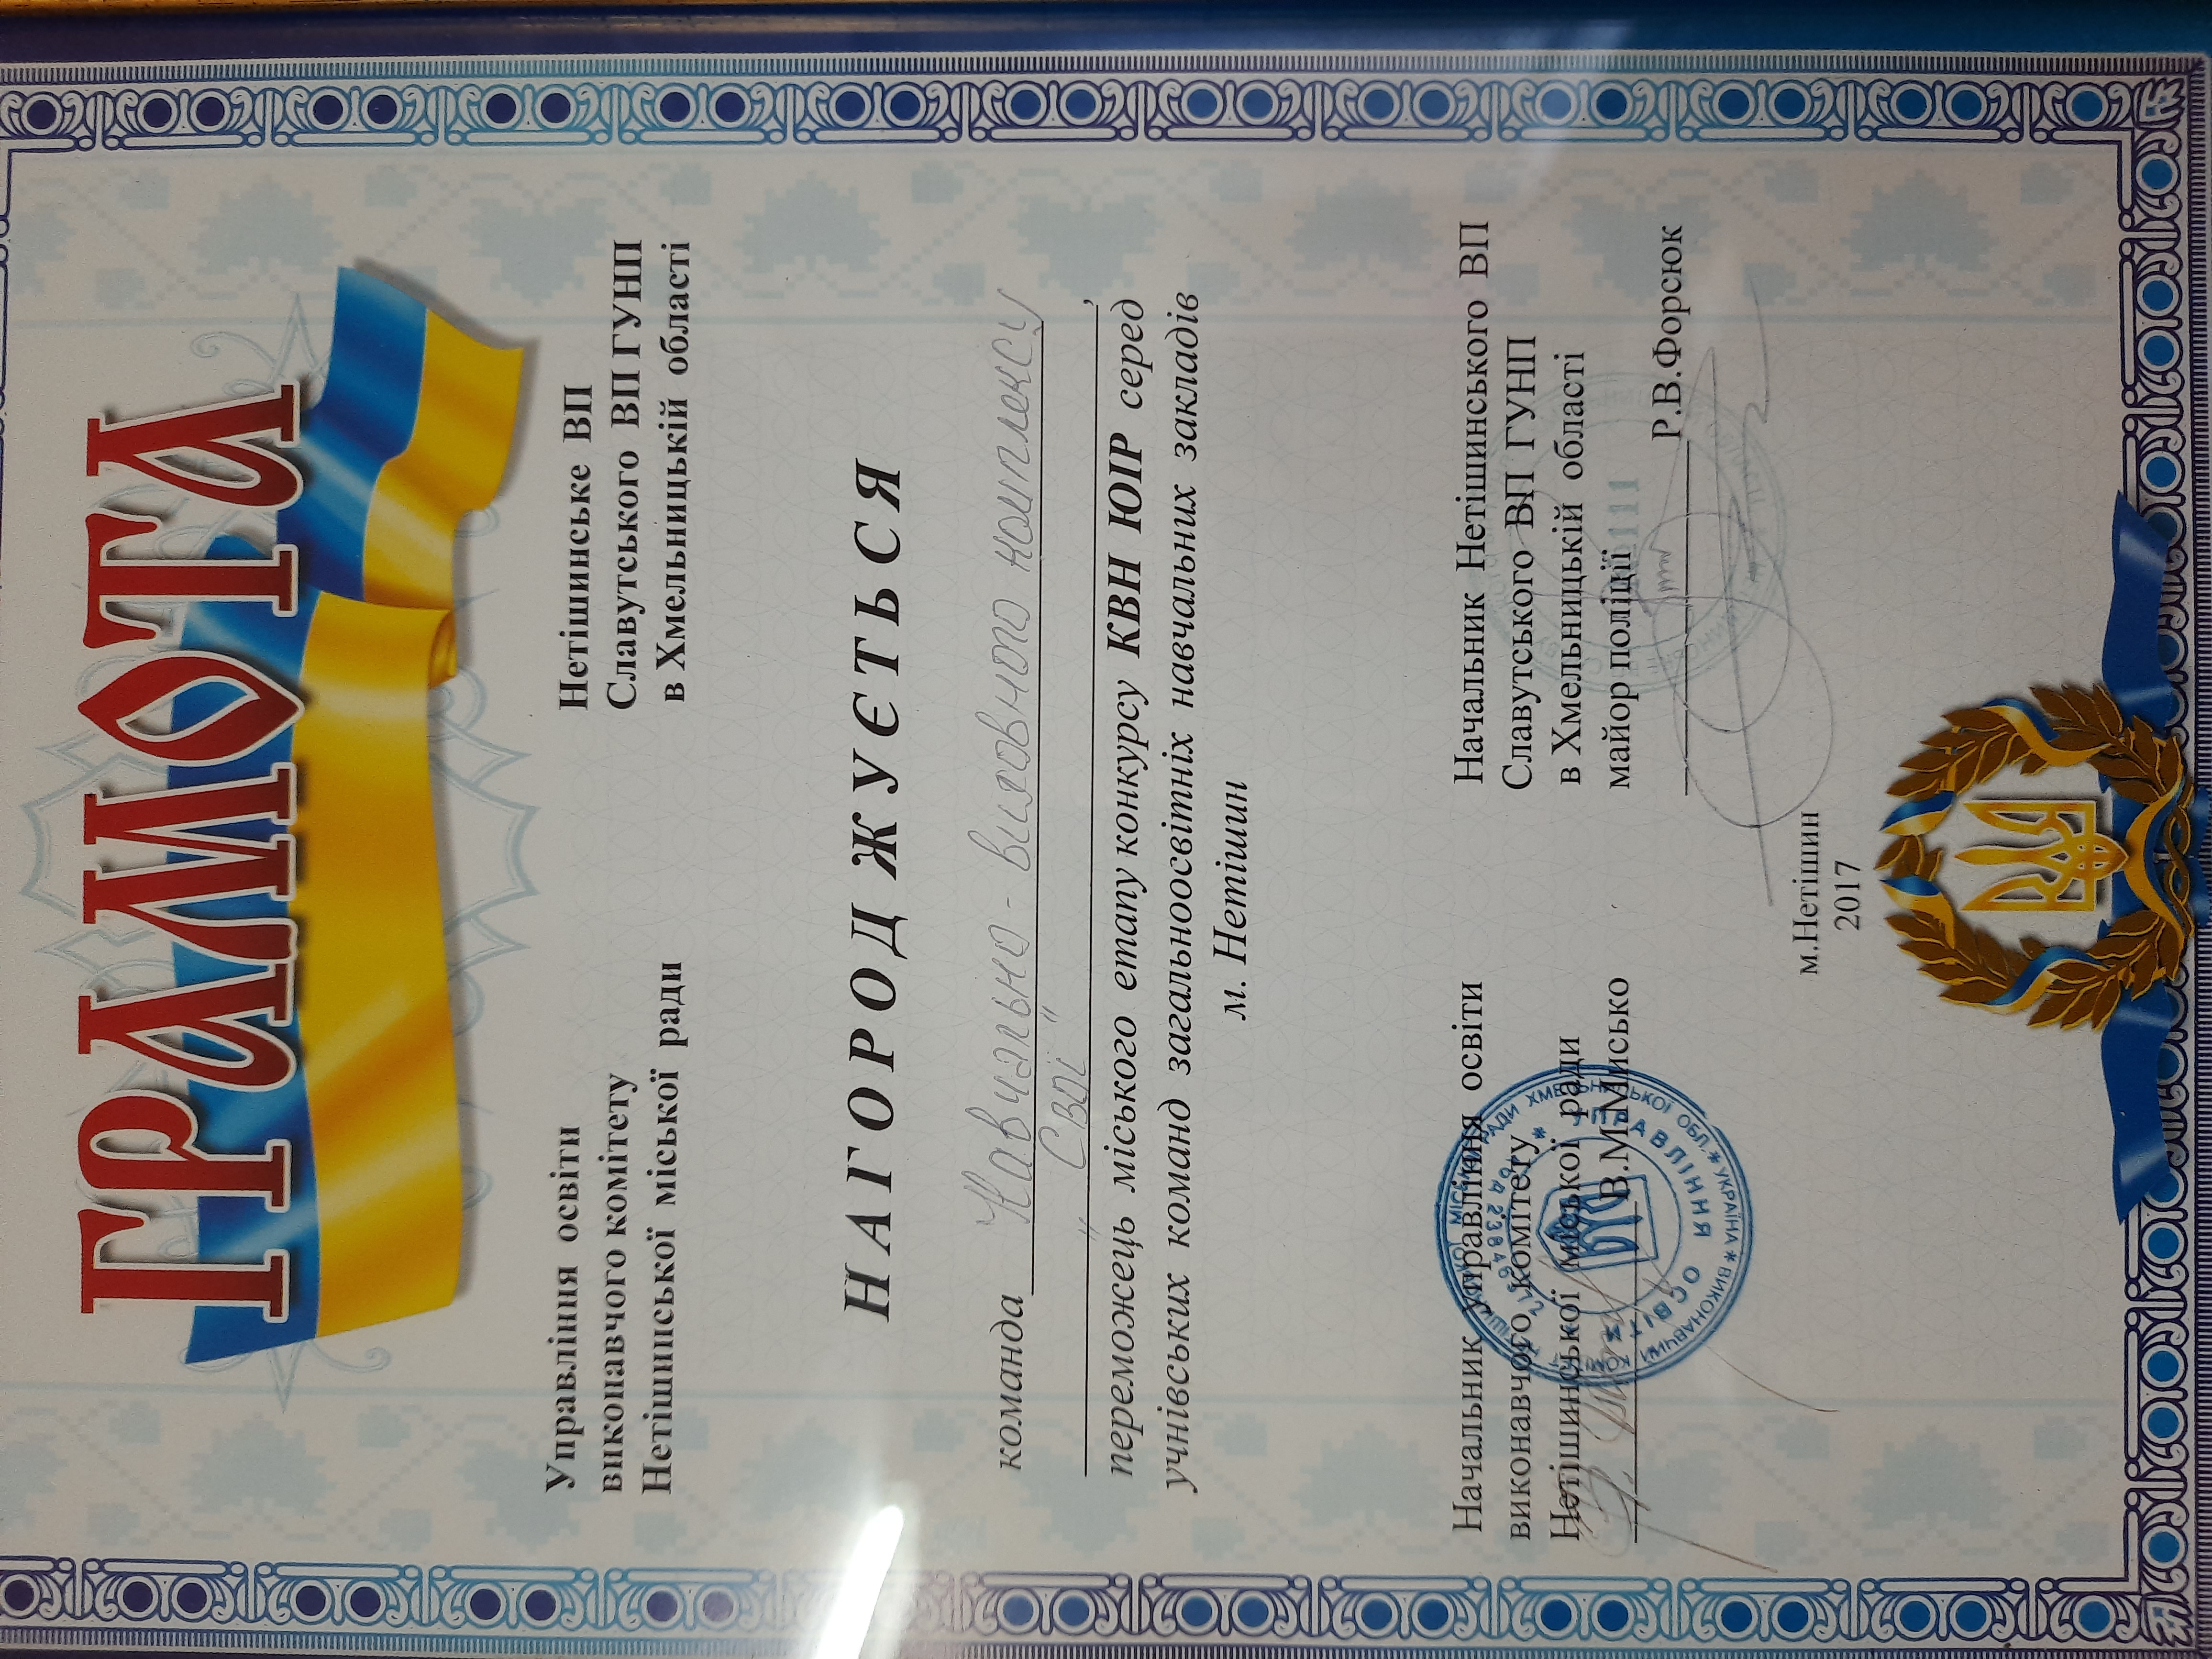 ГРАМОТА
Управління освіти
виконавчого комітету
Нетішинської міської ради
Нетішинське ВП
Славутського ВП ГУНП
в Хмельницькій області
НАГОРОДЖУЄТЬСЯ
команда Навчально-виховного комплексу
"Свої"
переможець міського етапу конкурсу КВН ЮІР серед
учнівських команд загальноосвітніх навчальних закладів
м. Нетішин
Начальник управління освіти
виконавчого комітету
Нетішинської міської ради
В.М.Мисько
Начальник Нетішинського ВП
Славутського ВП ГУНП
в Хмельницькій області
майор поліції
Р.В.Форсюк
м.Нетішин
2017